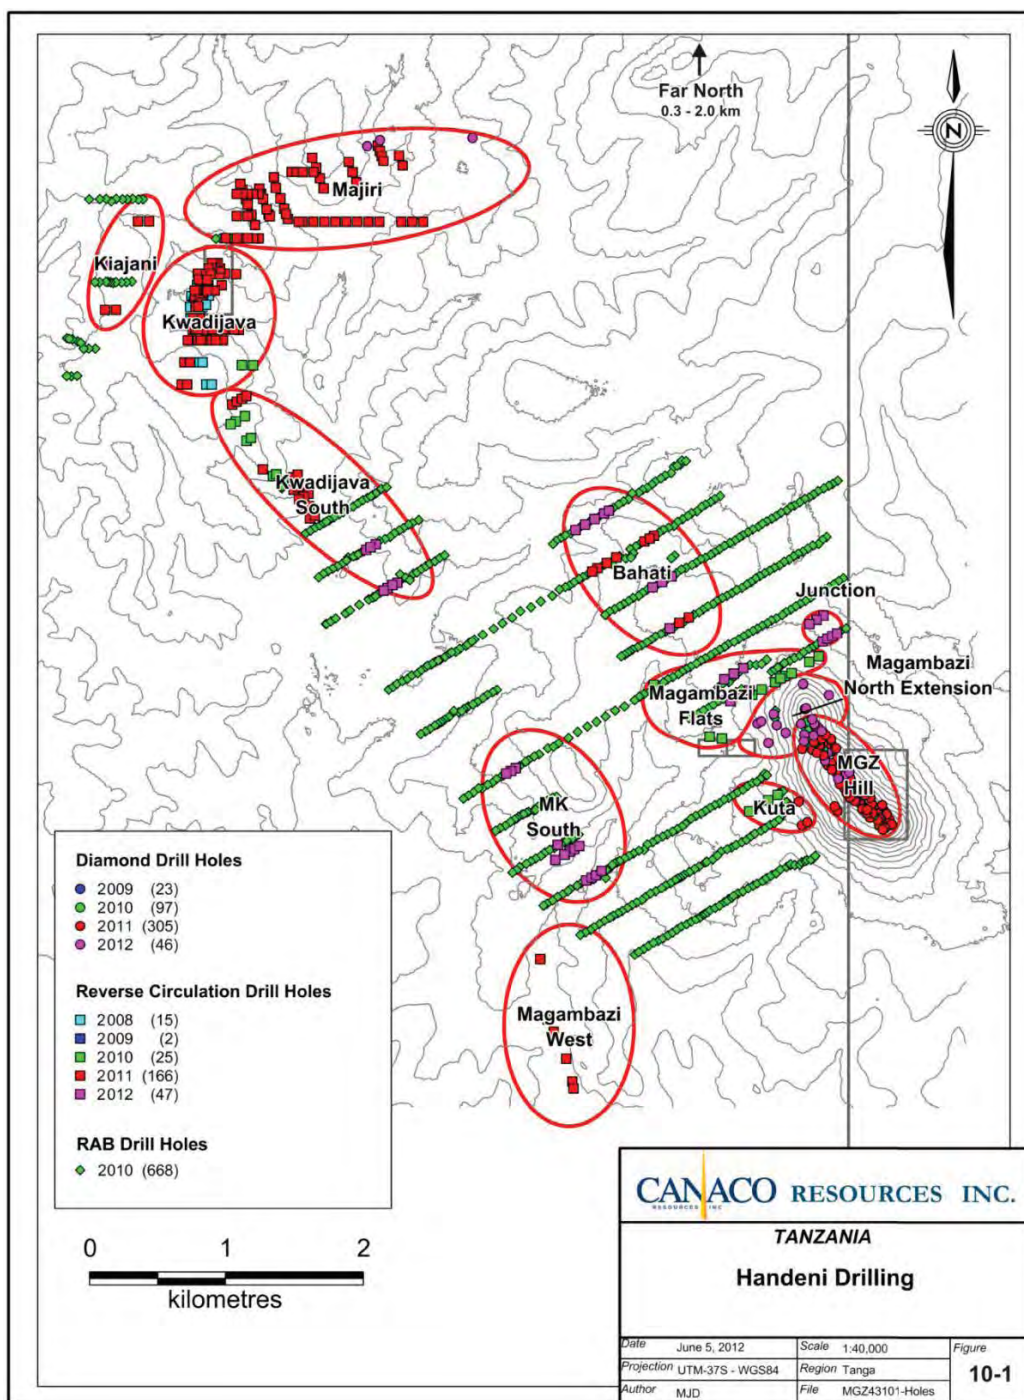 Far North
0.3 - 2.0 km
N
Majiri
Kiajani
Kwadijava
Kwadijava
South
Bahati
Junction
Magambazi
North Extension
Magambazi
Flats
MGZ
Hill
MK
South
Kuta
Magambazi
West
Diamond Drill Holes
2009 (23)
2010 (97)
2011 (305)
2012 (46)
Reverse Circulation Drill Holes
2008 (15)
2009 (2)
2010 (25)
2011 (166)
2012 (47)
RAB Drill Holes
2010 (668)
0 1 2
kilometres
CANACO RESOURCES INC.
RESOURCES INC
TANZANIA
Handeni Drilling
Date June 5, 2012 Scale 1:40,000 Figure
Projection UTM-37S - WGS84 Region Tanga 10-1
Author MJD File MGZ43101-Holes